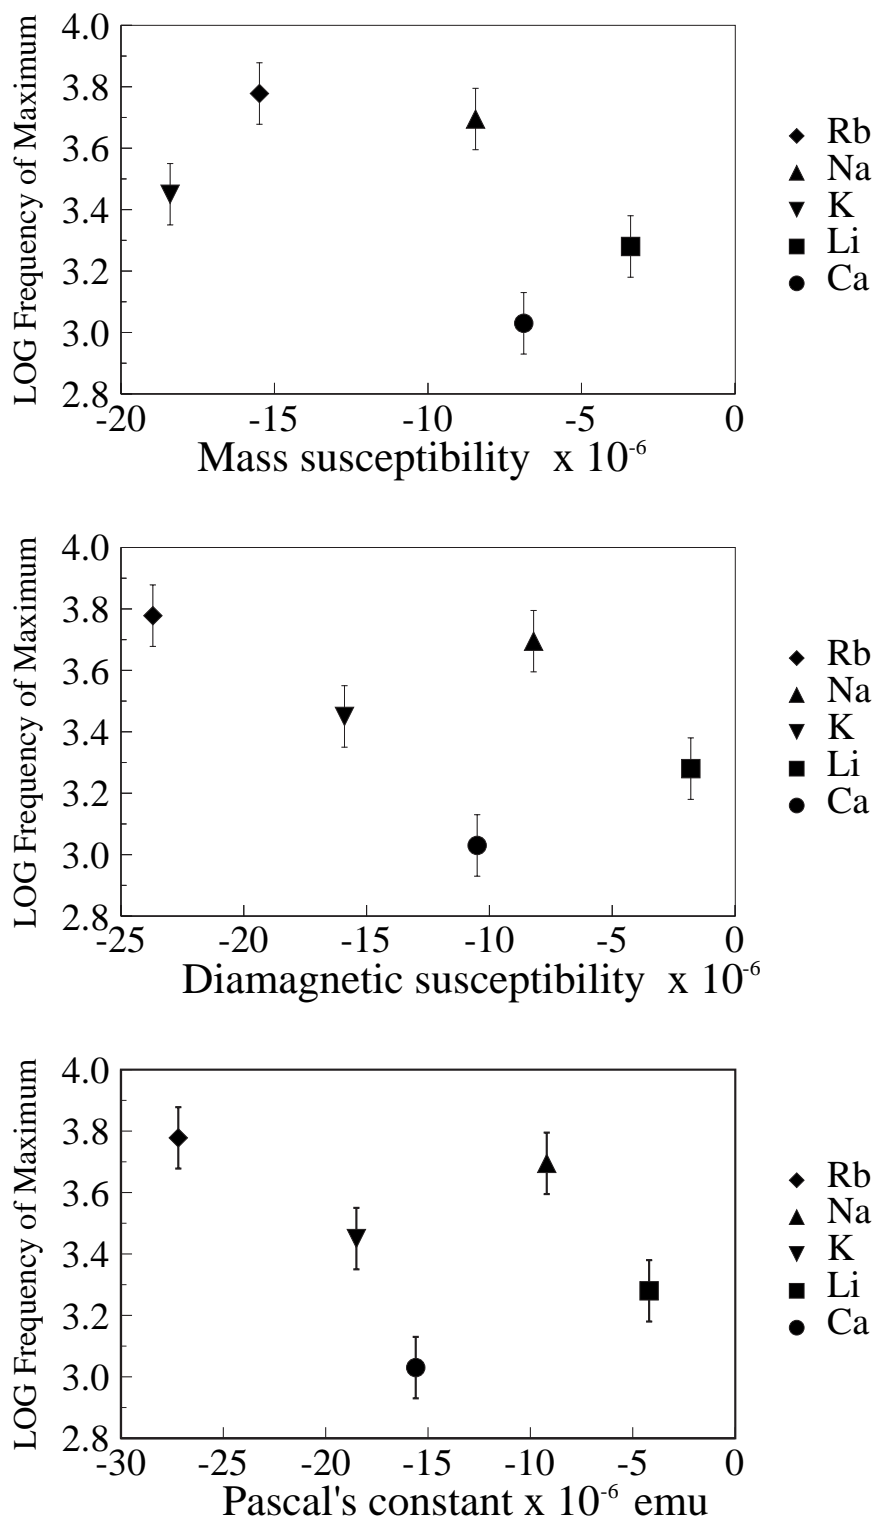 LOG Frequency of Maximum
4.0
3.8
3.6
3.4
3.2
3.0
2.8
-20 -15 -10 -5 0
Mass susceptibility x 10⁻⁶
Rb
Na
K
Li
Ca
LOG Frequency of Maximum
4.0
3.8
3.6
3.4
3.2
3.0
2.8
-25 -20 -15 -10 -5 0
Diamagnetic susceptibility x 10⁻⁶
Rb
Na
K
Li
Ca
LOG Frequency of Maximum
4.0
3.8
3.6
3.4
3.2
3.0
2.8
-30 -25 -20 -15 -10 -5 0
Pascal's constant x 10⁻⁶ emu
Rb
Na
K
Li
Ca